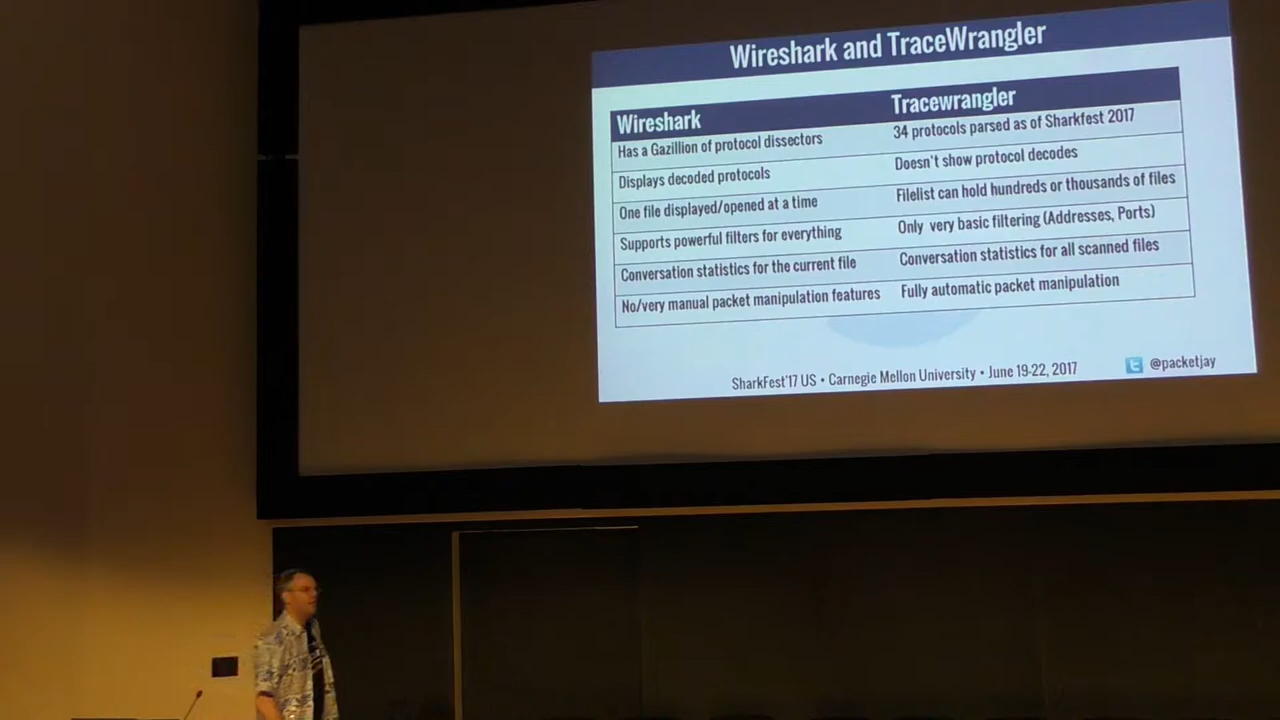 Wireshark and TraceWrangler
Wireshark Tracewrangler
Has a Gazillion of protocol dissectors 34 protocols parsed as of Sharkfest 2017
Displays decoded protocols Doesn't show protocol decodes
One file displayed/opened at a time Filelist can hold hundreds or thousands of files
Supports powerful filters for everything Only very basic filtering (Addresses, Ports)
Conversation statistics for the current file Conversation statistics for all scanned files
No/very manual packet manipulation features Fully automatic packet manipulation
SharkFest'17 US • Carnegie Mellon University • June 19-22, 2017 @packetjay